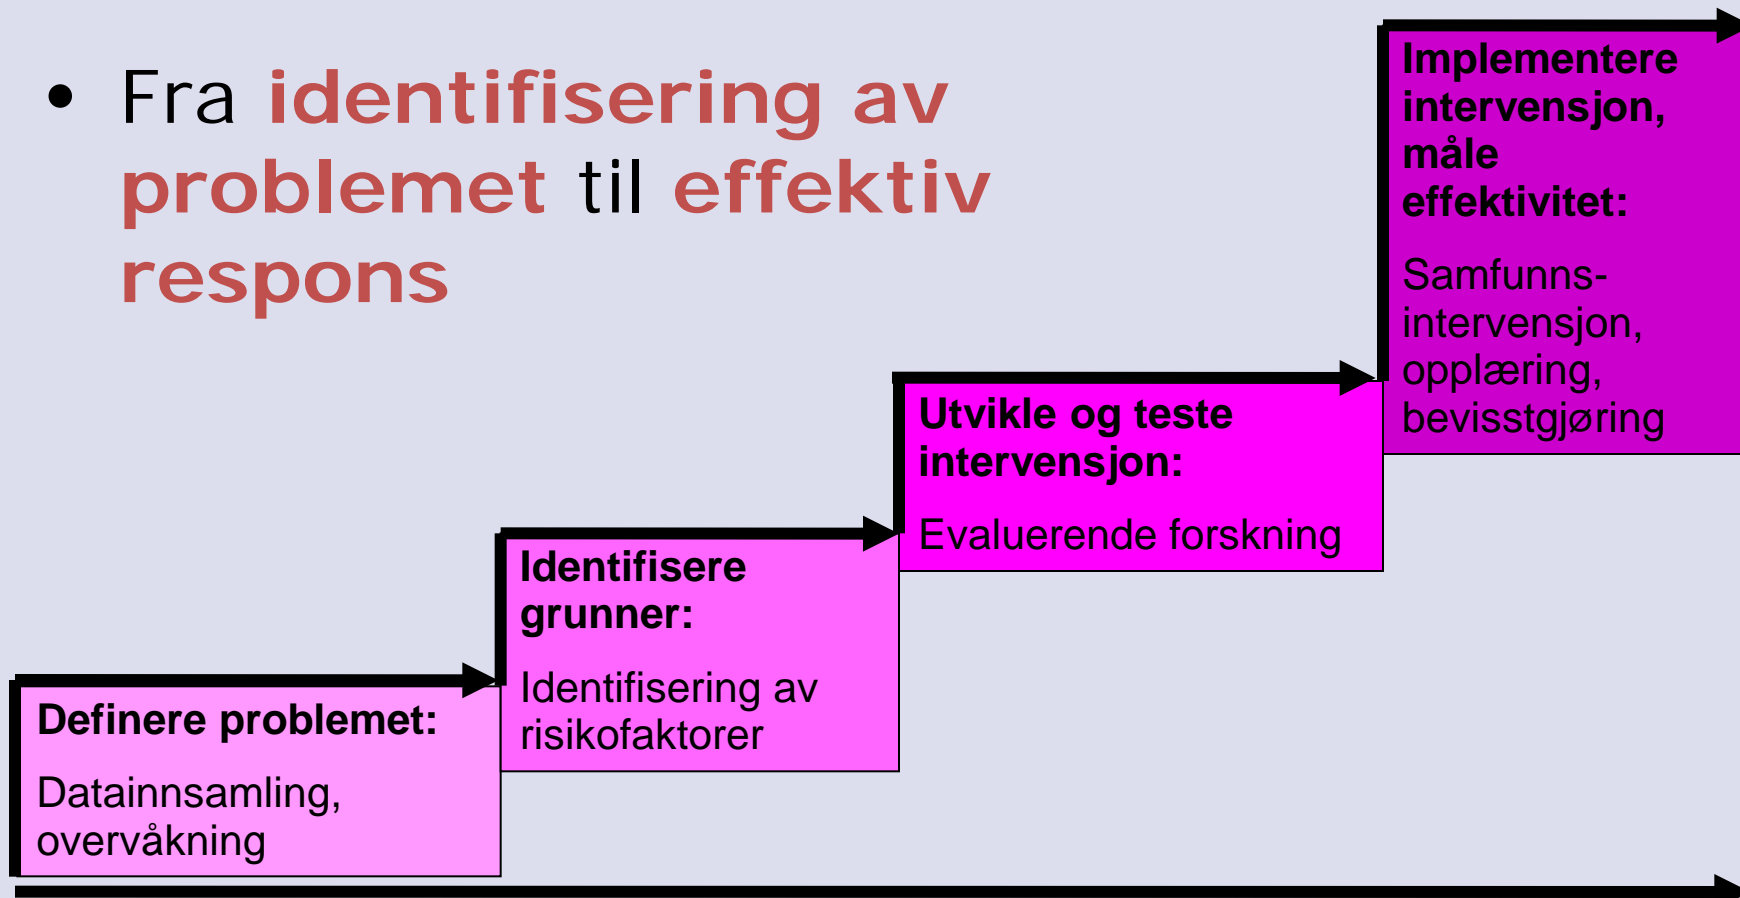 • Fra identifisering av
problemet til effektiv
respons
Definere problemet:
Datainnsamling,
overvåkning
Identifisere
grunner:
Identifisering av
risikofaktorer
Utvikle og teste
intervensjon:
Evaluerende forskning
Implementere
intervensjon,
måle
effektivitet:
Samfunns-
intervensjon,
opplæring,
bevisstgjøring